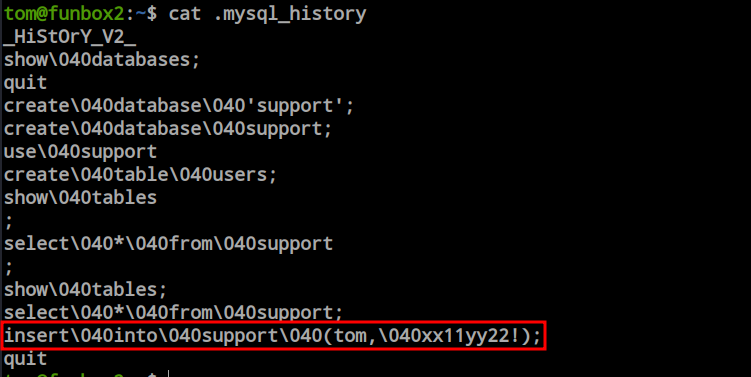 tom@funbox2:~$ cat .mysql_history
_HiStOrY_V2_
show\040databases;
quit
create\040database\040'support';
create\040database\040support;
use\040support
create\040table\040users;
show\040tables
;
select\040*\040from\040support
;
show\040tables;
select\040*\040from\040support;
insert\040into\040support\040(tom,\040xx11yy22!);
quit
tom@funbox2:~$